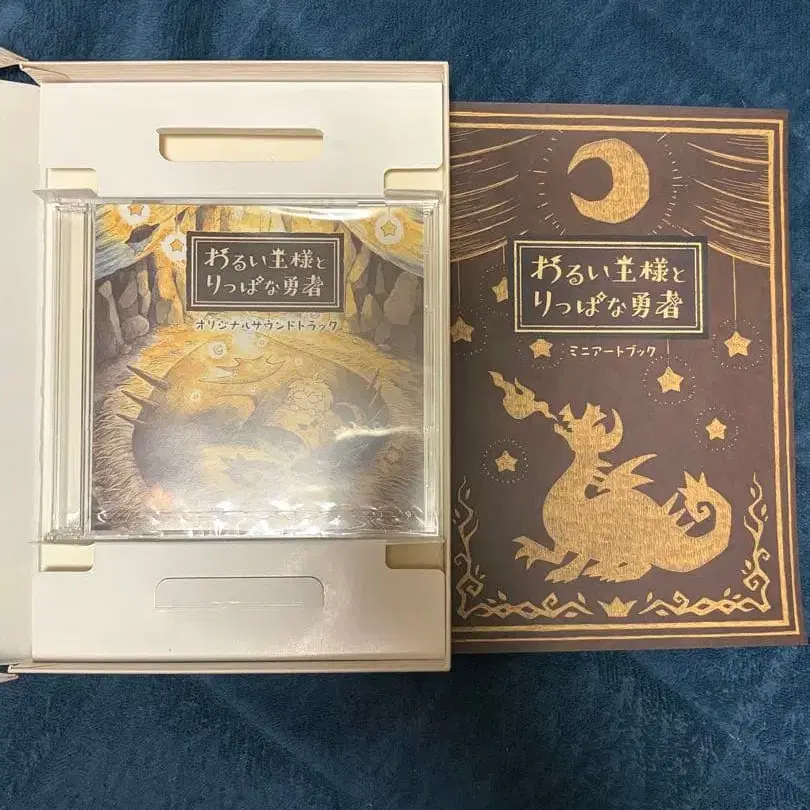 わるい王様と
りっぱな勇者
オリジナルサウンドトラック
わるい王様と
りっぱな勇者
ミニアートブック